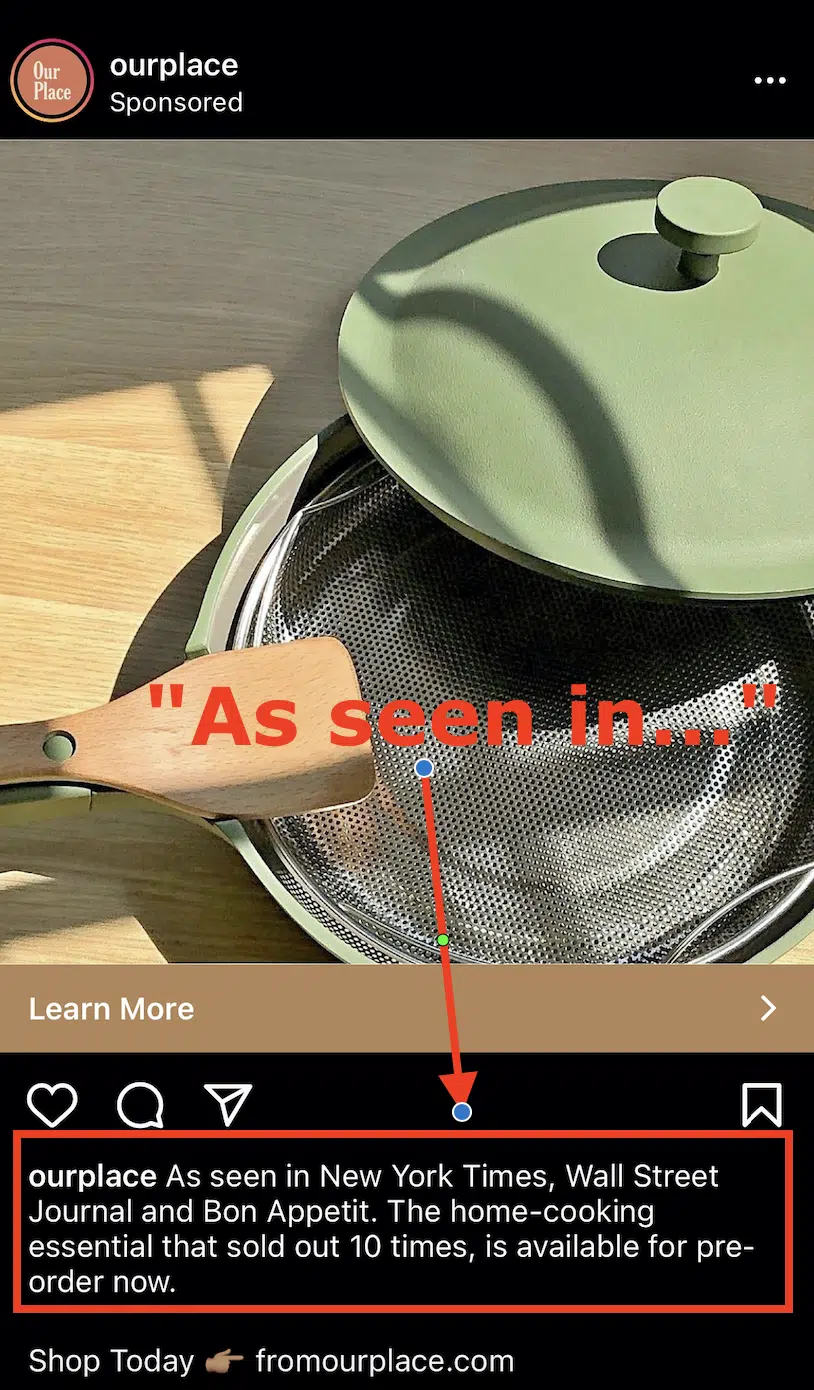 Our
Place
ourplace
Sponsored
"As seen in..."
Learn More
ourplace As seen in New York Times, Wall Street
Journal and Bon Appetit. The home-cooking
essential that sold out 10 times, is available for pre-
order now.
Shop Today 👉🏽 fromourplace.com